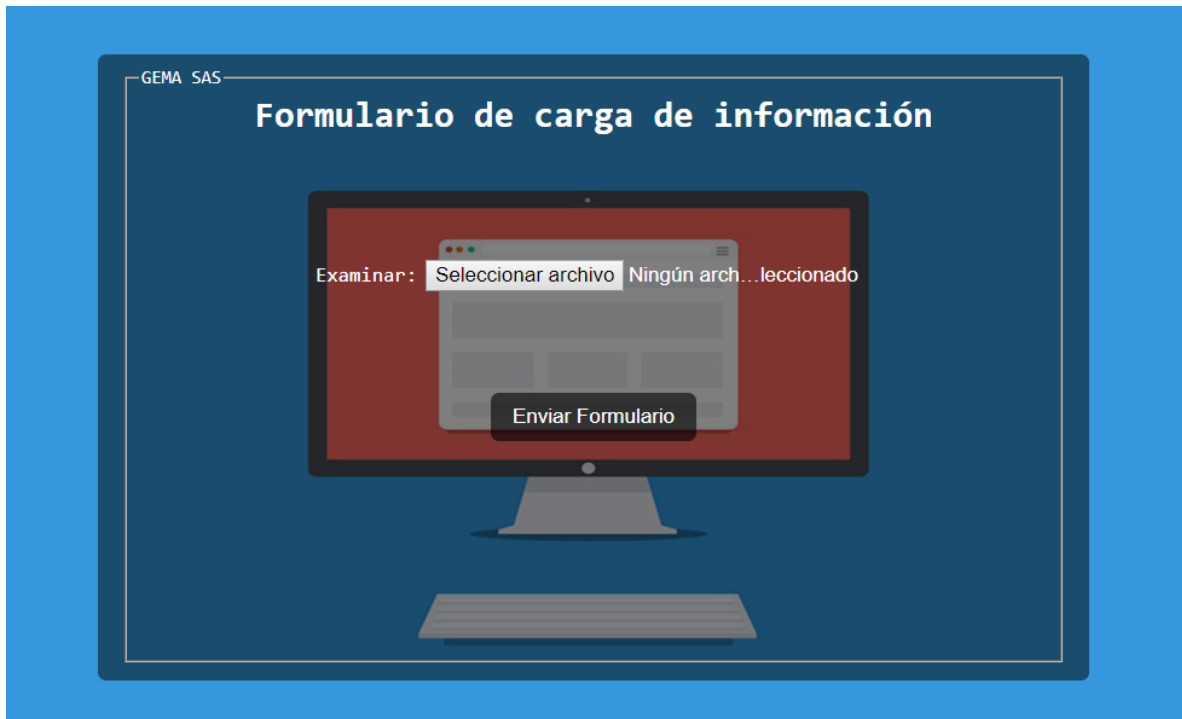 GEMA SAS
Formulario de carga de información
Examinar: Seleccionar archivo Ningún arch...leccionado
Enviar Formulario